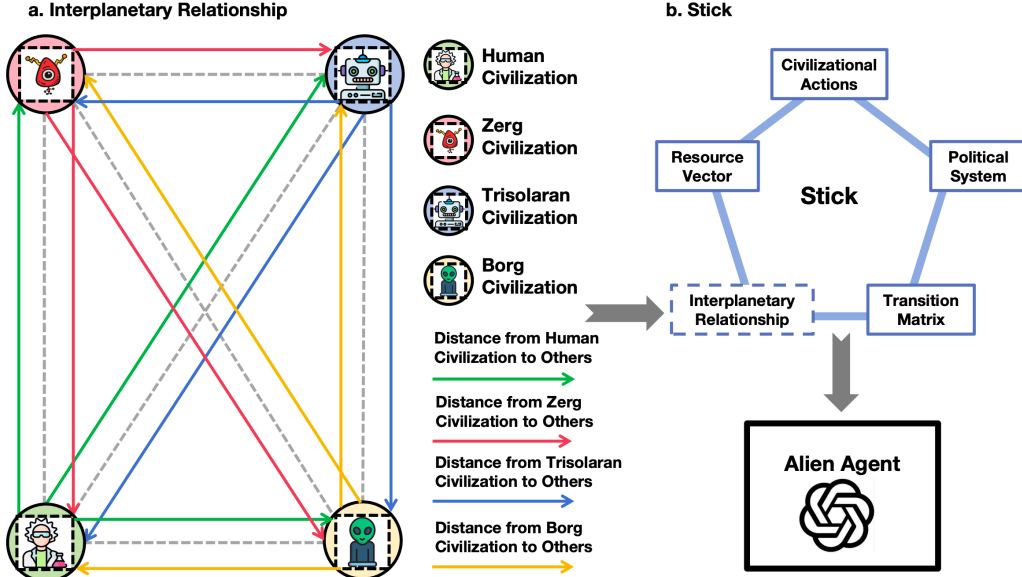 a. Interplanetary Relationship
Human
Civilization
Zerg
Civilization
Trisolaran
Civilization
Borg
Civilization
Distance from Human
Civilization to Others
Distance from Zerg
Civilization to Others
Distance from Trisolaran
Civilization to Others
Distance from Borg
Civilization to Others
b. Stick
Civilizational
Actions
Resource
Vector
Political
System
Stick
Interplanetary
Relationship
Transition
Matrix
Alien Agent